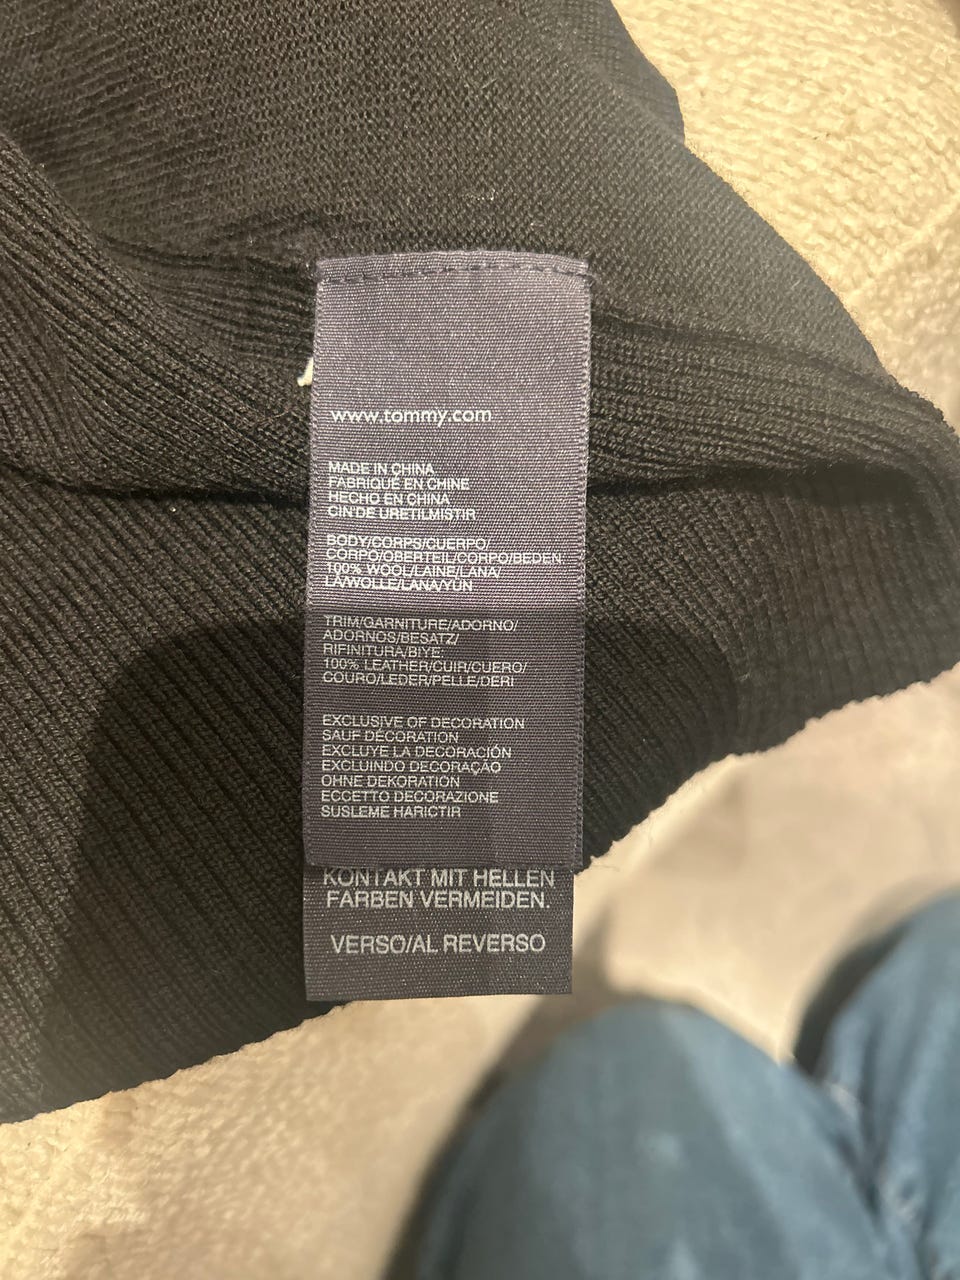 www.tommy.com
MADE IN CHINA
FABRIQUÉ EN CHINE
HECHO EN CHINA
CIN'DE URETILMISTIR
BODY/CORPS/CUERPO/
CORPO/OBERTEIL/CORPO/BEDEN
100% WOOL/LAINE/LANA/
LÃ/WOLLE/LANA/YÜN
TRIM/GARNITURE/ADORNO/
ADORNOS/BESATZ/
RIFINITURA/BIYE:
100% LEATHER/CUIR/CUERO/
COURO/LEDER/PELLE/DERI
EXCLUSIVE OF DECORATION
SAUF DÉCORATION
EXCLUYE LA DECORACIÓN
EXCLUINDO DECORAÇÃO
OHNE DEKORATION
ECCETTO DECORAZIONE
SUSLEME HARICTIR
KONTAKT MIT HELLEN
FARBEN VERMEIDEN.
VERSO/AL REVERSO